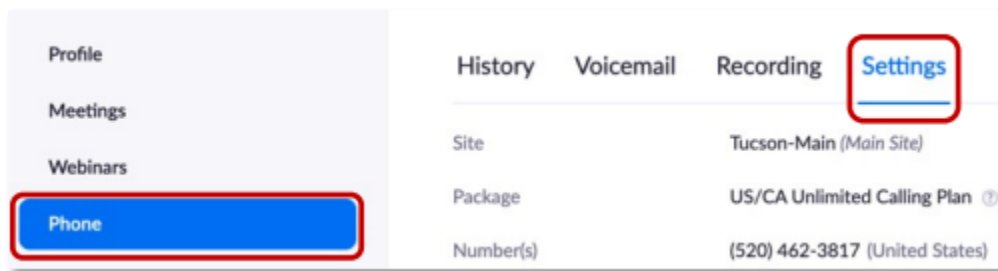 Profile
Meetings
Webinars
Phone
History Voicemail Recording Settings
Site Tucson-Main (Main Site)
Package US/CA Unlimited Calling Plan ?
Number(s) (520) 462-3817 (United States)